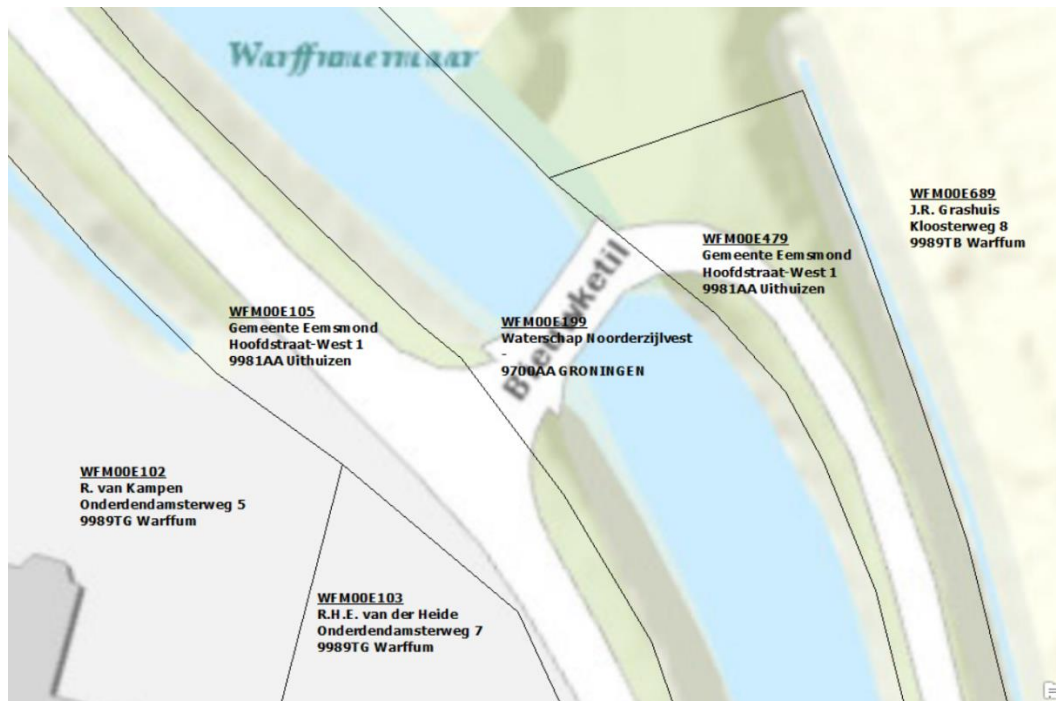 Warffumermaar
WFM00E689
J.R. Grashuis
Kloosterweg 8
9989TB Warffum
WFM00E479
Gemeente Eemsmond
Hoofdstraat-West 1
9981AA Uithuizen
WFM00E105
Gemeente Eemsmond
Hoofdstraat-West 1
9981AA Uithuizen
WFM00E199
Waterschap Noorderzijlvest
-
9700AA GRONINGEN
Bieuwketil
WFM00E102
R. van Kampen
Onderdendamsterweg 5
9989TG Warffum
WFM00E103
R.H.E. van der Heide
Onderdendamsterweg 7
9989TG Warffum